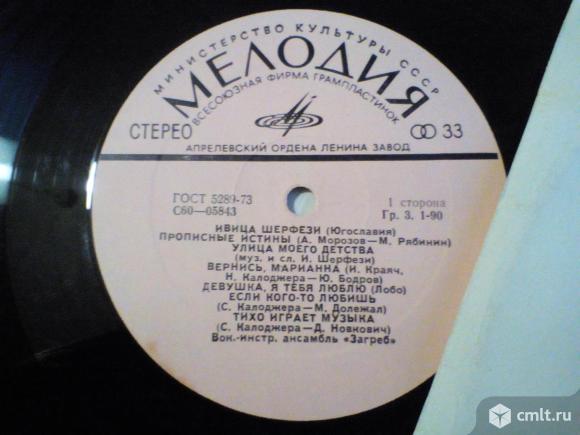 МИНИСТЕРСТВО КУЛЬТУРЫ СССР
МЕЛОДИЯ
ВСЕСОЮЗНАЯ ФИРМА ГРАМПЛАСТИНОК
СТЕРЕО 33
АПРЕЛЕВСКИЙ ОРДЕНА ЛЕНИНА ЗАВОД
ГОСТ 5289-73 1 сторона
С60—05843 Гр. 3. 1-90
ИВИЦА ШЕРФЕЗИ (Югославия)
ПРОПИСНЫЕ ИСТИНЫ (А. Морозов—М. Рябинин)
УЛИЦА МОЕГО ДЕТСТВА
(муз. и сл. И. Шерфези)
ВЕРНИСЬ, МАРИАННА (И. Краяч,
Н. Калоджера—Ю. Бодров)
ДЕВУШКА, Я ТЕБЯ ЛЮБЛЮ (Лобо)
ЕСЛИ КОГО-ТО ЛЮБИШЬ
(С. Калоджера—М. Долежал)
ТИХО ИГРАЕТ МУЗЫКА
(С. Калоджера—Д. Новкович)
Вок.-инстр. ансамбль «Загреб»
cmlt.ru